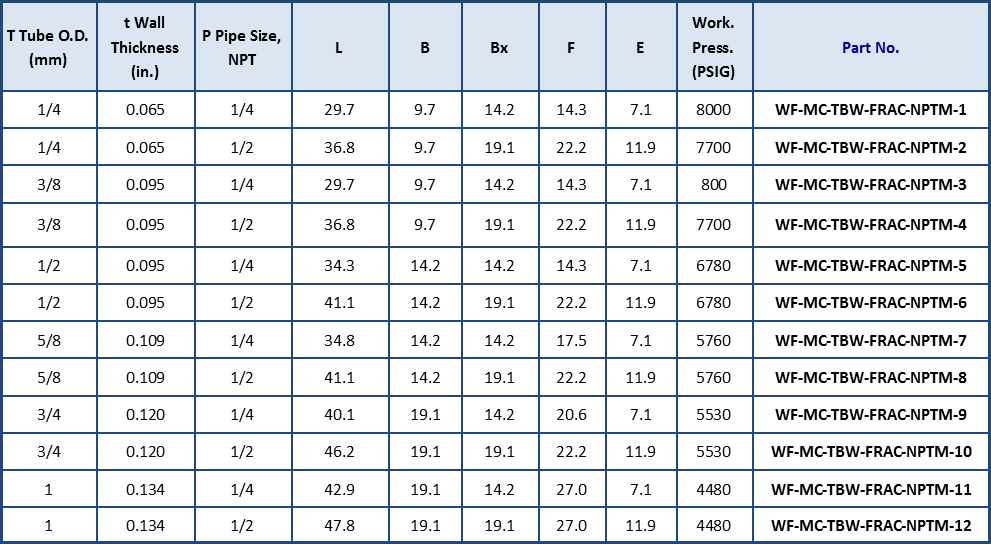 T Tube O.D. (mm) | t Wall Thickness (in.) | P Pipe Size, NPT | L | B | Bx | F | E | Work. Press. (PSIG) | Part No.
1/4 | 0.065 | 1/4 | 29.7 | 9.7 | 14.2 | 14.3 | 7.1 | 8000 | WF-MC-TBW-FRAC-NPTM-1
1/4 | 0.065 | 1/2 | 36.8 | 9.7 | 19.1 | 22.2 | 11.9 | 7700 | WF-MC-TBW-FRAC-NPTM-2
3/8 | 0.095 | 1/4 | 29.7 | 9.7 | 14.2 | 14.3 | 7.1 | 800 | WF-MC-TBW-FRAC-NPTM-3
3/8 | 0.095 | 1/2 | 36.8 | 9.7 | 19.1 | 22.2 | 11.9 | 7700 | WF-MC-TBW-FRAC-NPTM-4
1/2 | 0.095 | 1/4 | 34.3 | 14.2 | 14.2 | 14.3 | 7.1 | 6780 | WF-MC-TBW-FRAC-NPTM-5
1/2 | 0.095 | 1/2 | 41.1 | 14.2 | 19.1 | 22.2 | 11.9 | 6780 | WF-MC-TBW-FRAC-NPTM-6
5/8 | 0.109 | 1/4 | 34.8 | 14.2 | 14.2 | 17.5 | 7.1 | 5760 | WF-MC-TBW-FRAC-NPTM-7
5/8 | 0.109 | 1/2 | 41.1 | 14.2 | 19.1 | 22.2 | 11.9 | 5760 | WF-MC-TBW-FRAC-NPTM-8
3/4 | 0.120 | 1/4 | 40.1 | 19.1 | 14.2 | 20.6 | 7.1 | 5530 | WF-MC-TBW-FRAC-NPTM-9
3/4 | 0.120 | 1/2 | 46.2 | 19.1 | 19.1 | 22.2 | 11.9 | 5530 | WF-MC-TBW-FRAC-NPTM-10
1 | 0.134 | 1/4 | 42.9 | 19.1 | 14.2 | 27.0 | 7.1 | 4480 | WF-MC-TBW-FRAC-NPTM-11
1 | 0.134 | 1/2 | 47.8 | 19.1 | 19.1 | 27.0 | 11.9 | 4480 | WF-MC-TBW-FRAC-NPTM-12